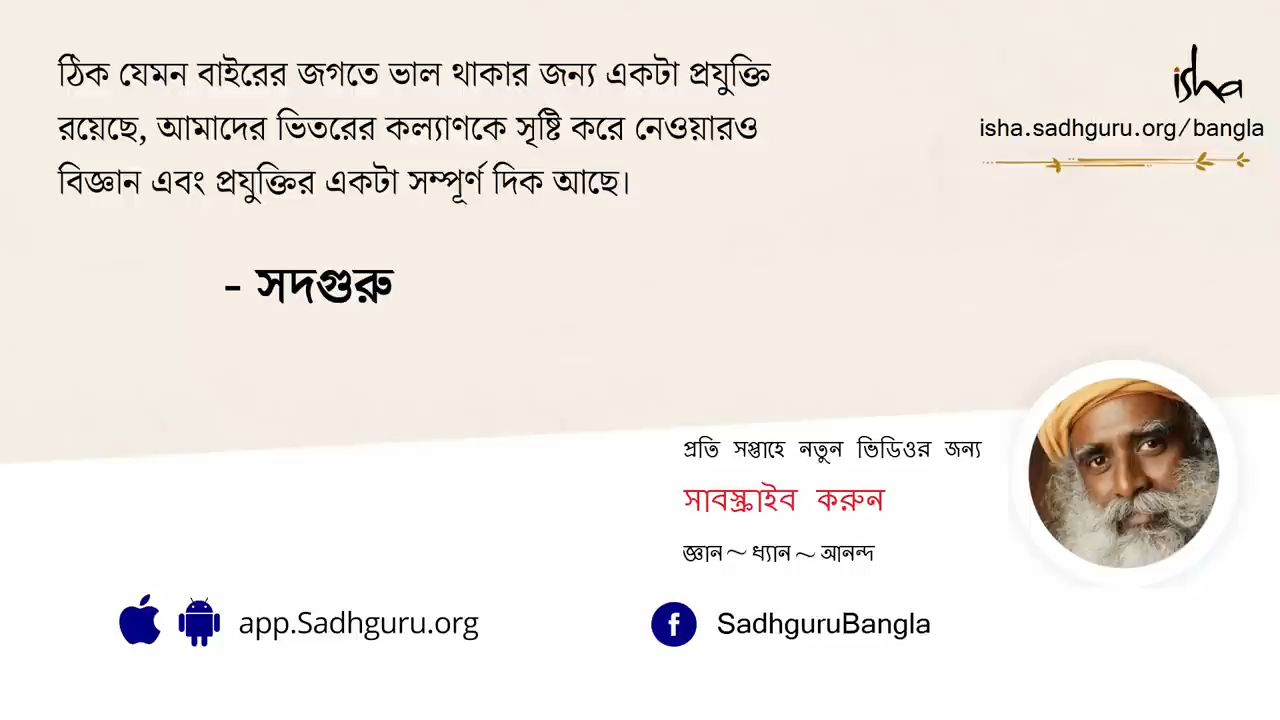 ঠিক যেমন বাইরের জগতে ভাল থাকার জন্য একটা প্রযুক্তি
রয়েছে, আমাদের ভিতরের কল্যাণকে সৃষ্টি করে নেওয়ারও
বিজ্ঞান এবং প্রযুক্তির একটা সম্পূর্ণ দিক আছে।
- সদগুরু
isha
isha.sadhguru.org/bangla
প্রতি সপ্তাহে নতুন ভিডিওর জন্য
সাবস্ক্রাইব করুন
জ্ঞান ~ ধ্যান ~ আনন্দ
app.Sadhguru.org
f SadhguruBangla